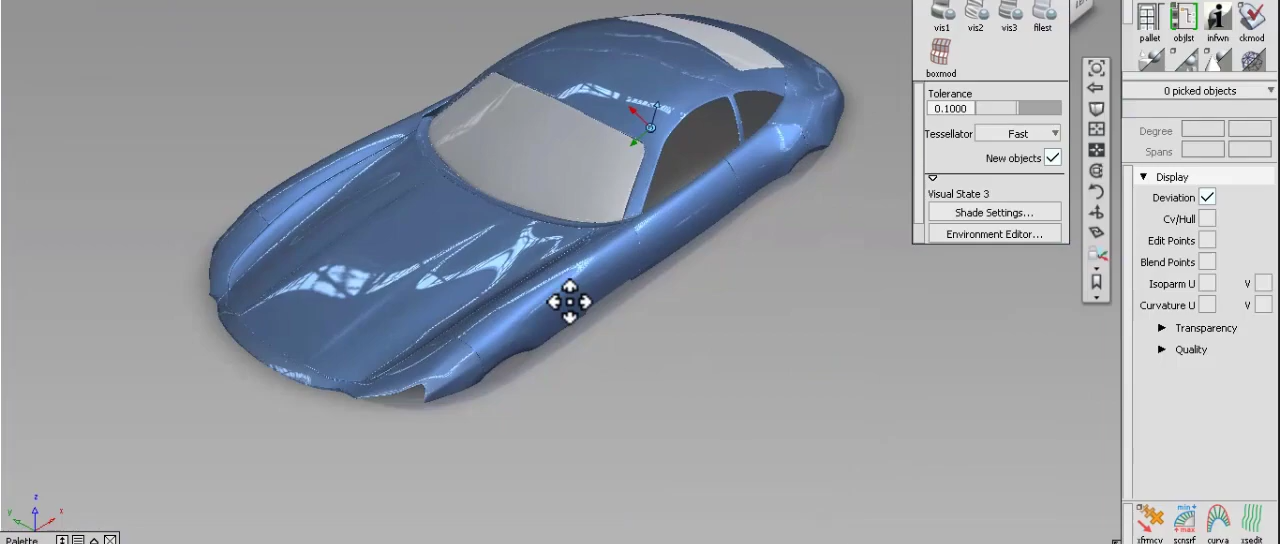 vis1 vis2 vis3 filest
boxmod
Tolerance
0.1000
Tessellator Fast
New objects
Visual State 3
Shade Settings...
Environment Editor...
pallet objlst infwn ckmod
0 picked objects
Degree
Spans
Display
Deviation
Cv/Hull
Edit Points
Blend Points
Isoparm U V
Curvature U V
Transparency
Quality
min+
+max
xfrmcv scnsrf curva xsedit
z
y x
Palette